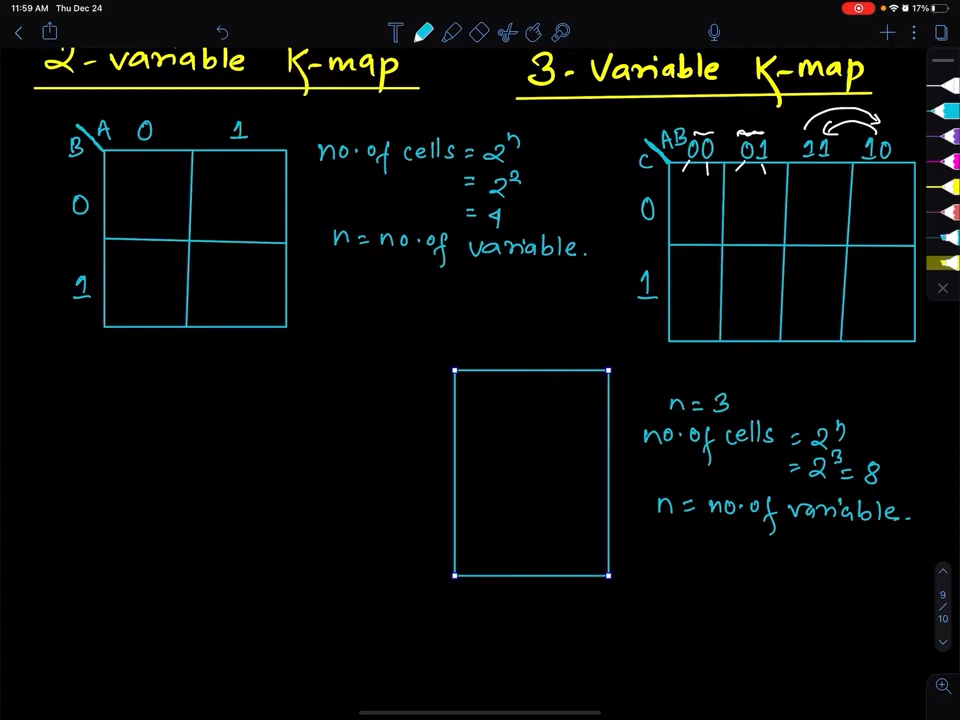 11:59 AM Thu Dec 24
17%
2-variable K-map
3-Variable K-map
A 0 1
B
0
1
no. of cells = 2^n
= 2^2
= 4
n = no. of variable.
AB 00 01 11 10
C
0
1
n = 3
no. of cells = 2^n
= 2^3 = 8
n = no. of variable.
9
/
10